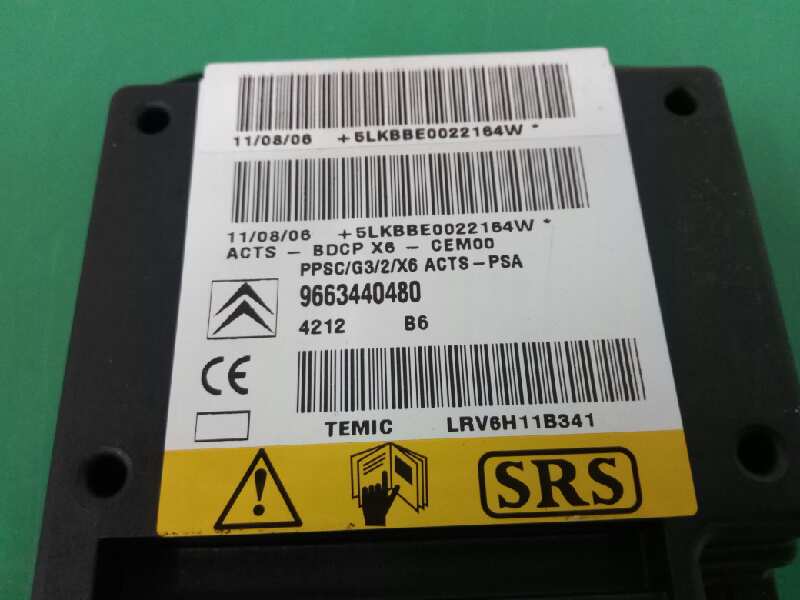 11/08/06 +5LKBBE0022164W *
11/08/06 +5LKBBE0022164W *
ACTS - BDCP X6 - CEM00
PPSC/G3/2/X6 ACTS-PSA
9663440480
4212 B6
CE
TEMIC LRV6H11B341
SRS